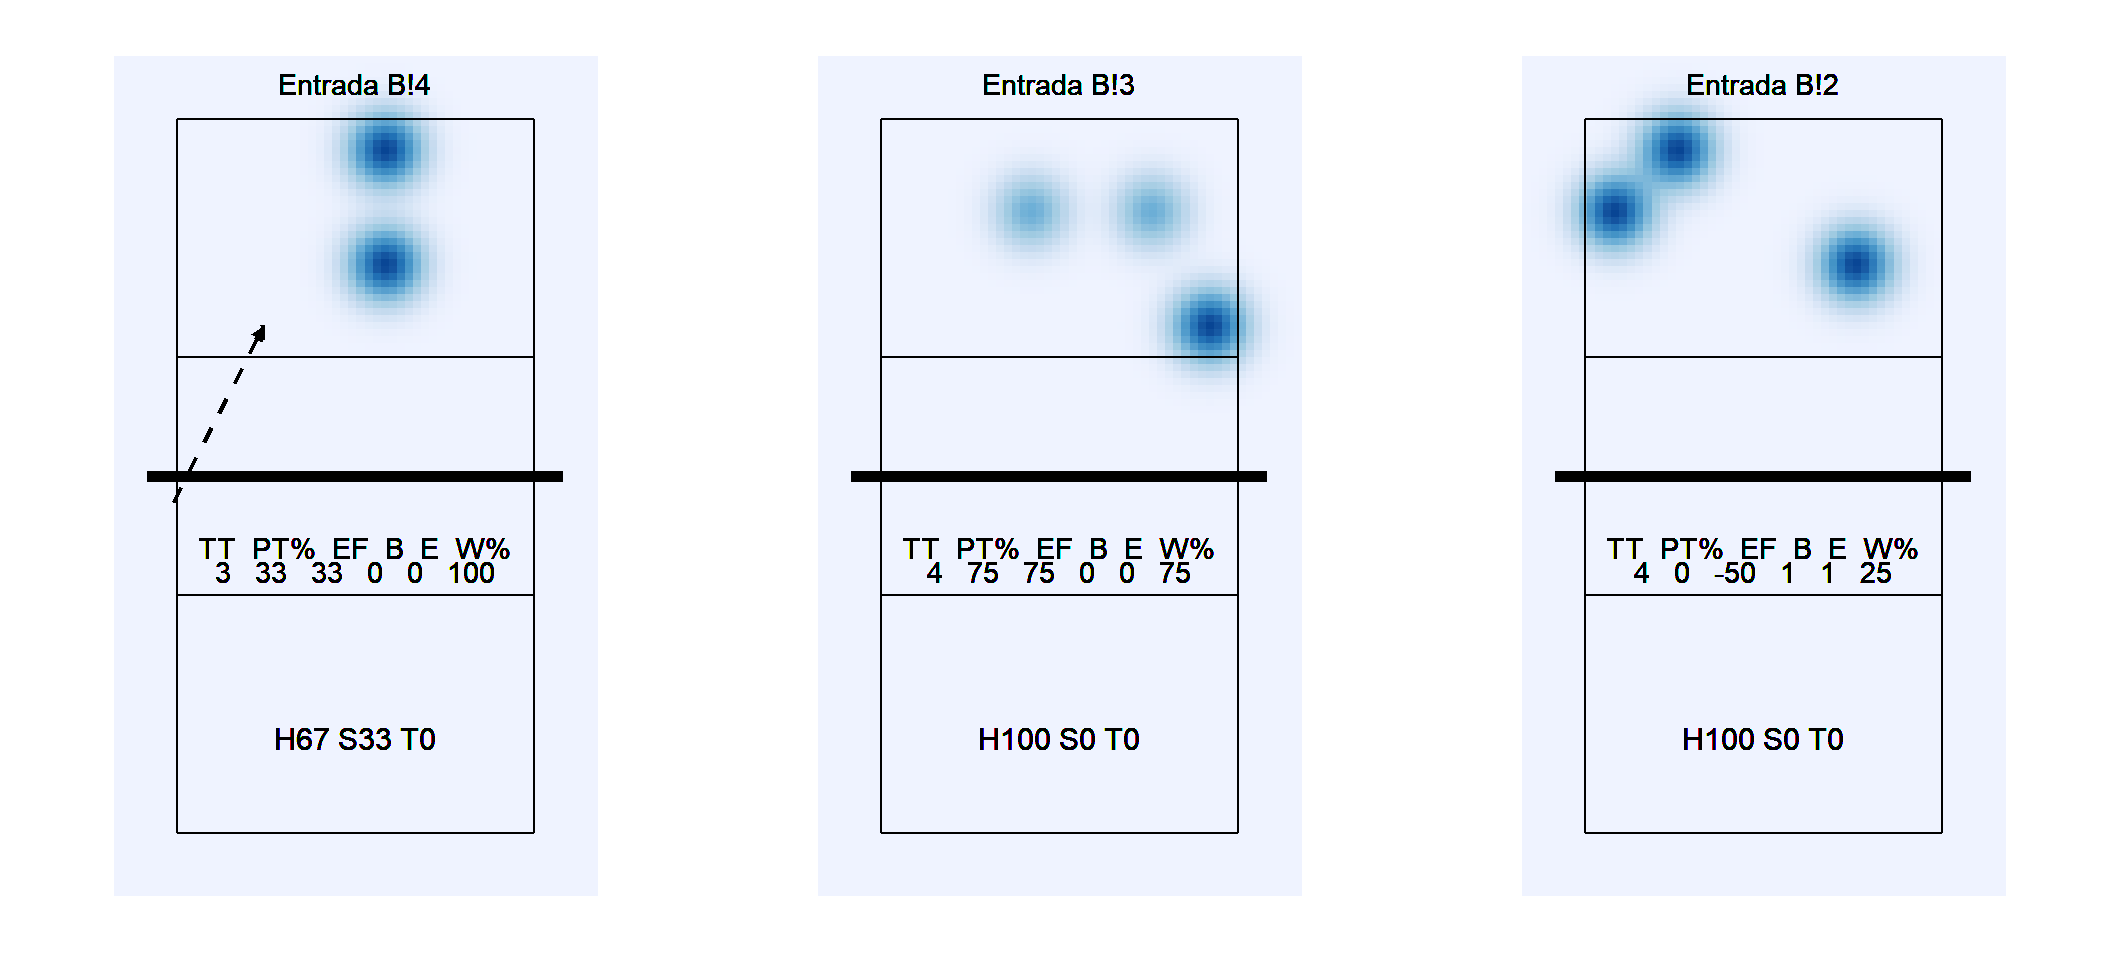 Entrada B!4
TT PT% EF B E W%
3 33 33 0 0 100
H67 S33 T0
Entrada B!3
TT PT% EF B E W%
4 75 75 0 0 75
H100 S0 T0
Entrada B!2
TT PT% EF B E W%
4 0 -50 1 1 25
H100 S0 T0